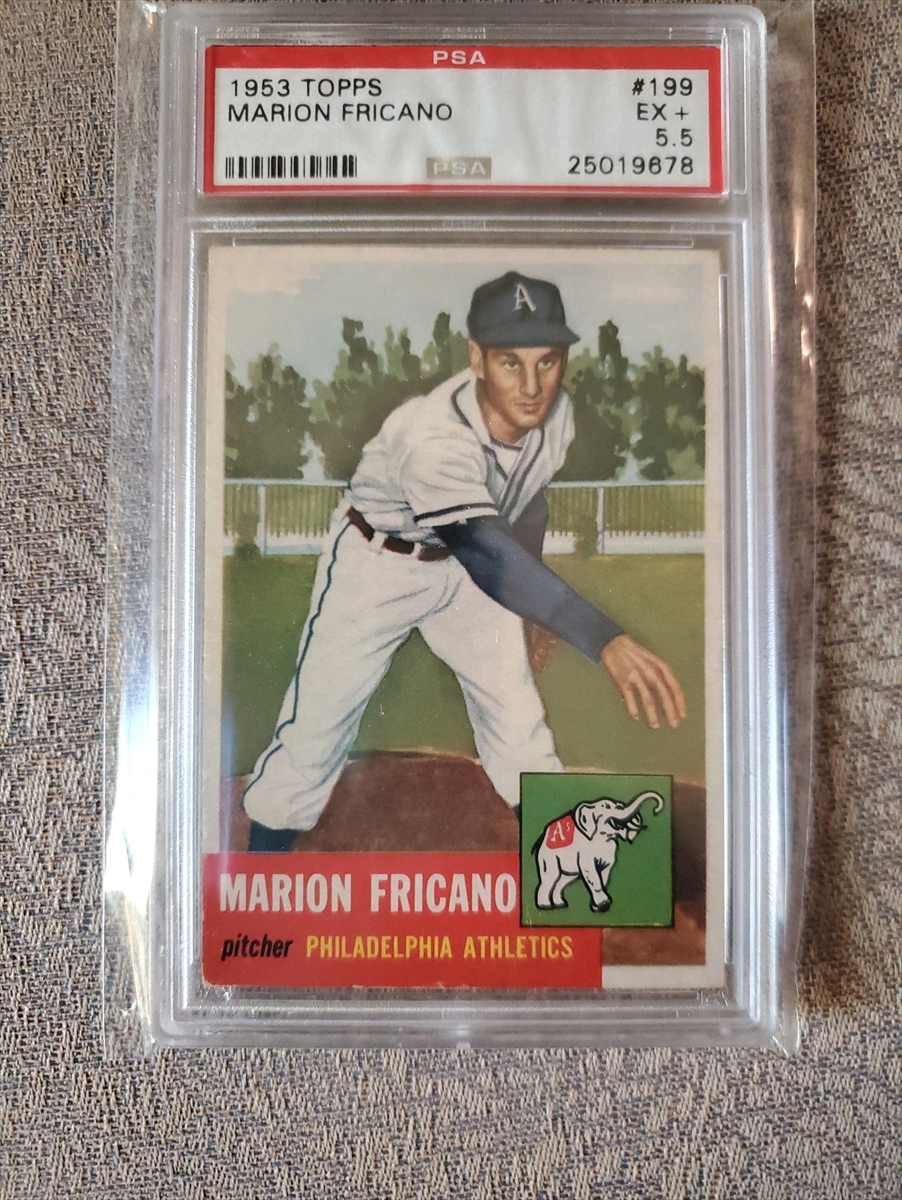 PSA
1953 TOPPS #199
MARION FRICANO EX +
5.5
PSA 25019678
A
A's
MARION FRICANO
pitcher PHILADELPHIA ATHLETICS